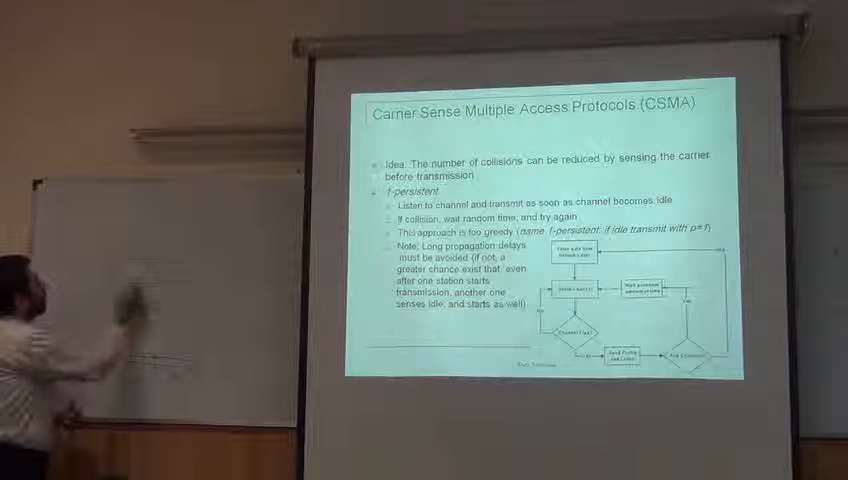 Carrier Sense Multiple Access Protocols (CSMA)
Idea: The number of collisions can be reduced by sensing the carrier
before transmission
1-persistent
Listen to channel and transmit as soon as channel becomes idle
If collision, wait random time, and try again
This approach is too greedy (name 1-persistent: if idle transmit with p=1)
Note: Long propagation delays
must be avoided (if not, a
greater chance exist that, even
after one station starts
transmission, another one
senses idle, and starts as well)